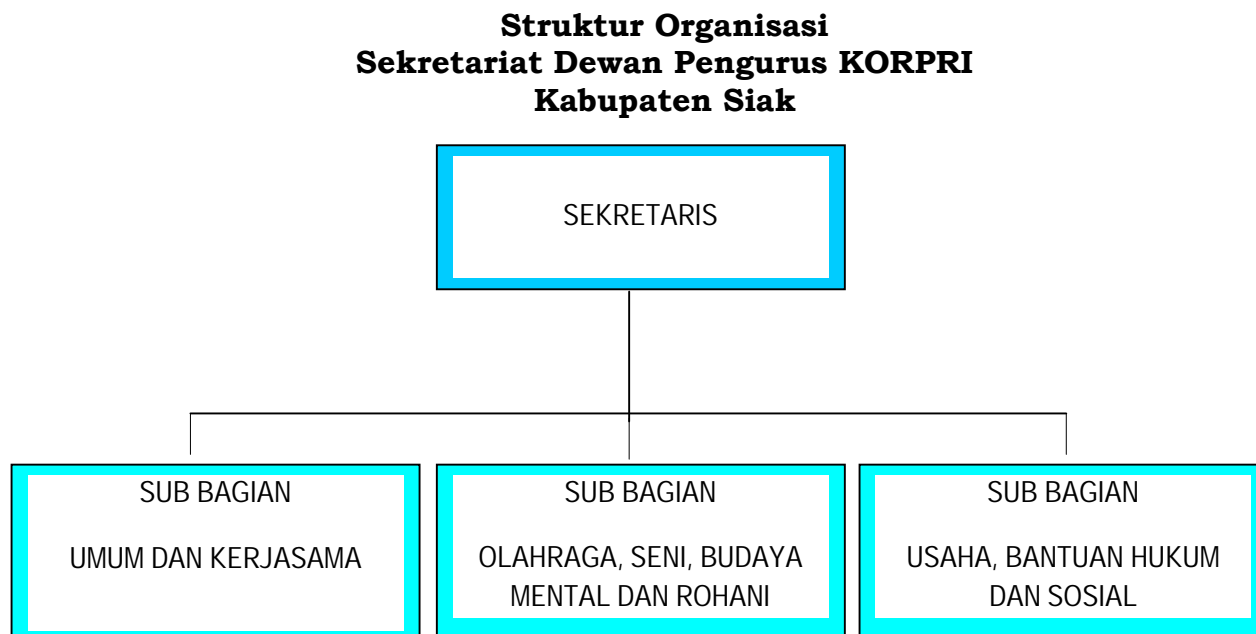 Struktur Organisasi
Sekretariat Dewan Pengurus KORPRI
Kabupaten Siak
SEKRETARIS
SUB BAGIAN
UMUM DAN KERJASAMA
SUB BAGIAN
OLAHRAGA, SENI, BUDAYA
MENTAL DAN ROHANI
SUB BAGIAN
USAHA, BANTUAN HUKUM
DAN SOSIAL